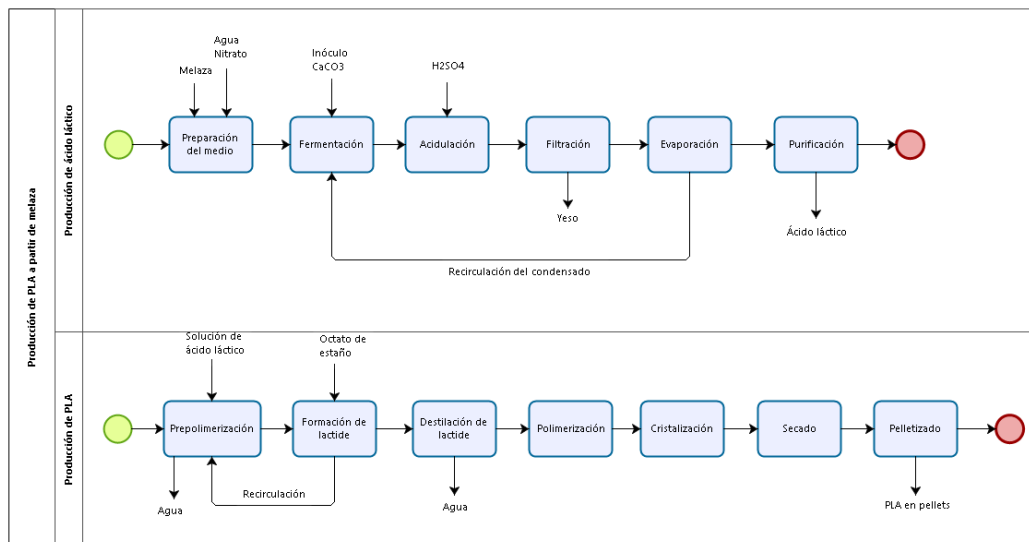 Producción de PLA a partir de melaza
Producción de ácido láctico
Agua
Nitrato
Melaza
Inóculo
CaCO3
H2SO4
Preparación
del medio
Fermentación
Acidulación
Filtración
Evaporación
Purificación
Yeso
Ácido láctico
Recirculación del condensado
Producción de PLA
Solución de
ácido láctico
Octato de
estaño
Prepolimerización
Formación de
lactide
Destilación de
lactide
Polimerización
Cristalización
Secado
Pelletizado
Recirculación
Agua
Agua
PLA en pellets